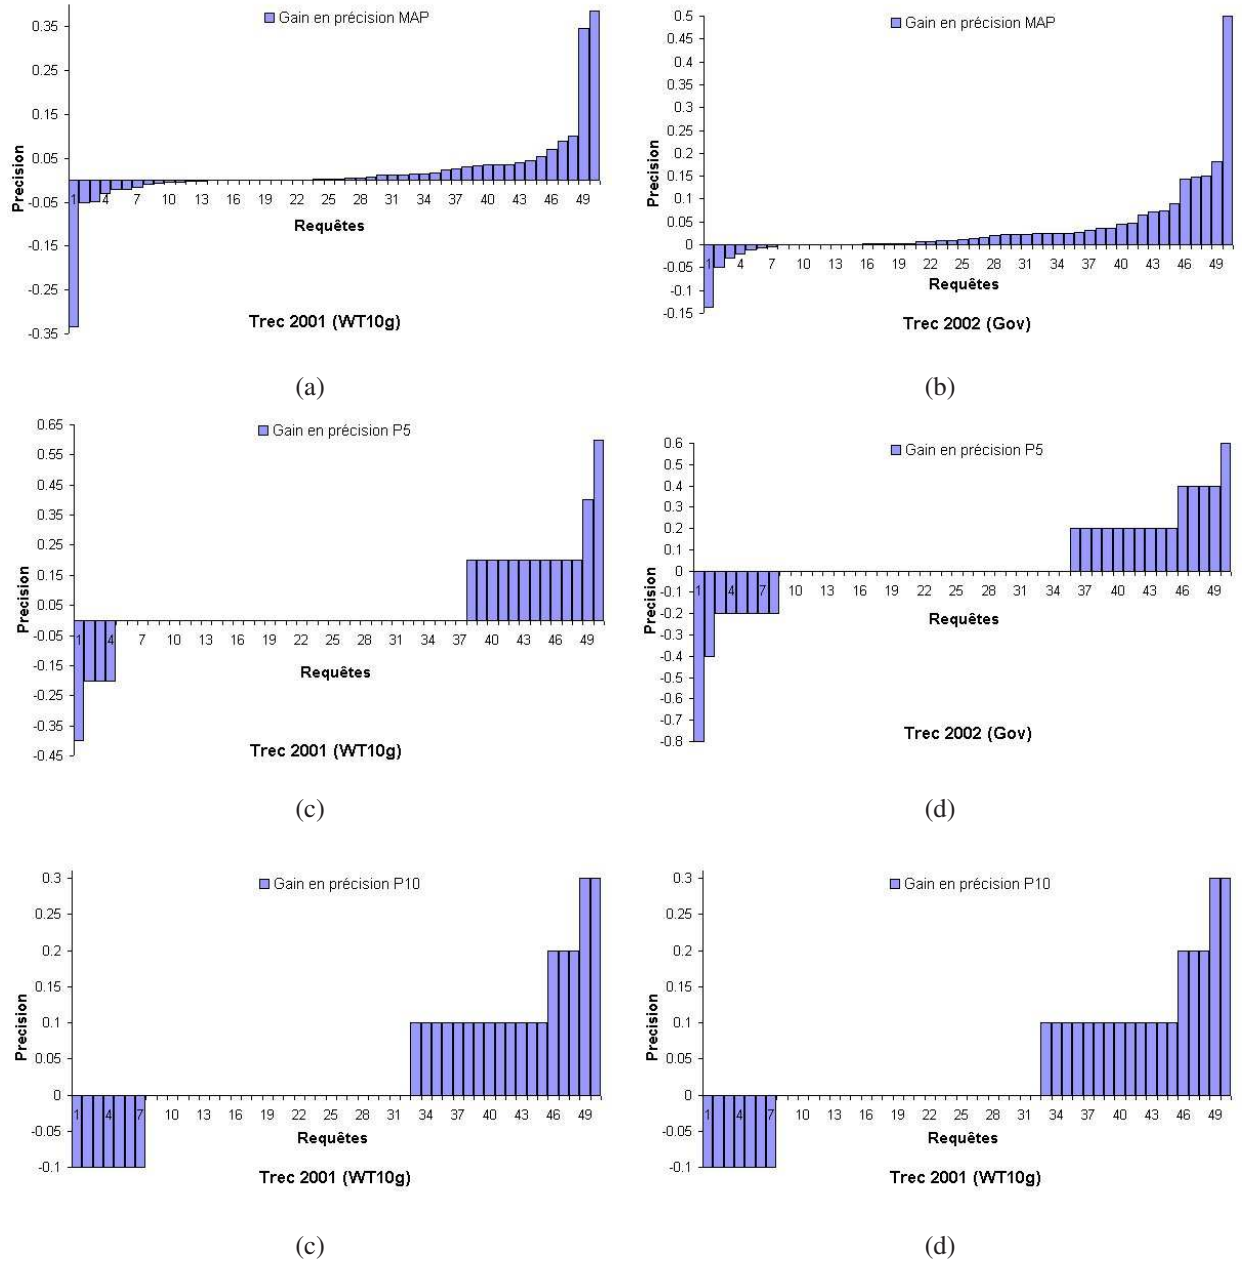 Gain en précision MAP
0.35
0.25
0.15
0.05
-0.05
-0.15
-0.25
-0.35
Precision
1 4 7 10 13 16 19 22 25 28 31 34 37 40 43 46 49
Requêtes
Trec 2001 (WT10g)
(a)
Gain en précision MAP
0.5
0.45
0.4
0.35
0.3
0.25
0.2
0.15
0.1
0.05
0
-0.05
-0.1
-0.15
Precision
1 4 7 10 13 16 19 22 25 28 31 34 37 40 43 46 49
Requêtes
Trec 2002 (Gov)
(b)
Gain en précision P5
0.65
0.55
0.45
0.35
0.25
0.15
0.05
-0.05
-0.15
-0.25
-0.35
-0.45
Precision
1 4 7 10 13 16 19 22 25 28 31 34 37 40 43 46 49
Requêtes
Trec 2001 (WT10g)
(c)
Gain en précision P5
0.6
0.5
0.4
0.3
0.2
0.1
0
-0.1
-0.2
-0.3
-0.4
-0.5
-0.6
-0.7
-0.8
Precision
1 4 7 10 13 16 19 22 25 28 31 34 37 40 43 46 49
Requêtes
Trec 2002 (Gov)
(d)
Gain en précision P10
0.3
0.25
0.2
0.15
0.1
0.05
0
-0.05
-0.1
Precision
1 4 7 10 13 16 19 22 25 28 31 34 37 40 43 46 49
Requêtes
Trec 2001 (WT10g)
(c)
Gain en précision P10
0.3
0.25
0.2
0.15
0.1
0.05
0
-0.05
-0.1
Precision
1 4 7 10 13 16 19 22 25 28 31 34 37 40 43 46 49
Requêtes
Trec 2001 (WT10g)
(d)